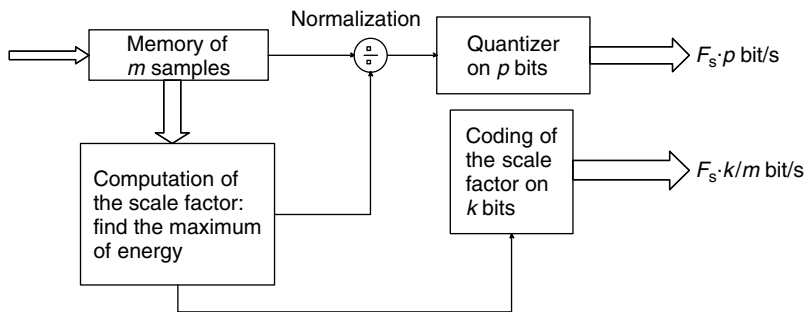 Normalization
Memory of
m samples
÷
Quantizer
on p bits
Fs·p bit/s
Computation of
the scale factor:
find the maximum
of energy
Coding of
the scale
factor on
k bits
Fs·k/m bit/s